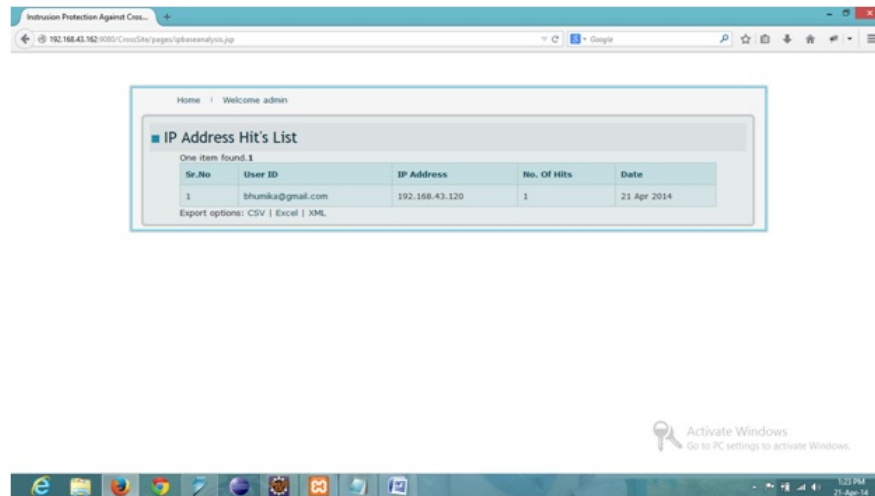 Instrusion Protection Against Cros...
192.168.43.162:9080/CrossSite/pages/ipbaseanalysis.jsp
Google
Home | Welcome admin
IP Address Hit's List
One item found.1
Sr.No User ID IP Address No. Of Hits Date
1 bhumika@gmail.com 192.168.43.120 1 21 Apr 2014
Export options: CSV | Excel | XML
Activate Windows
Go to PC settings to activate Windows.
1:23 PM
21-Apr-14